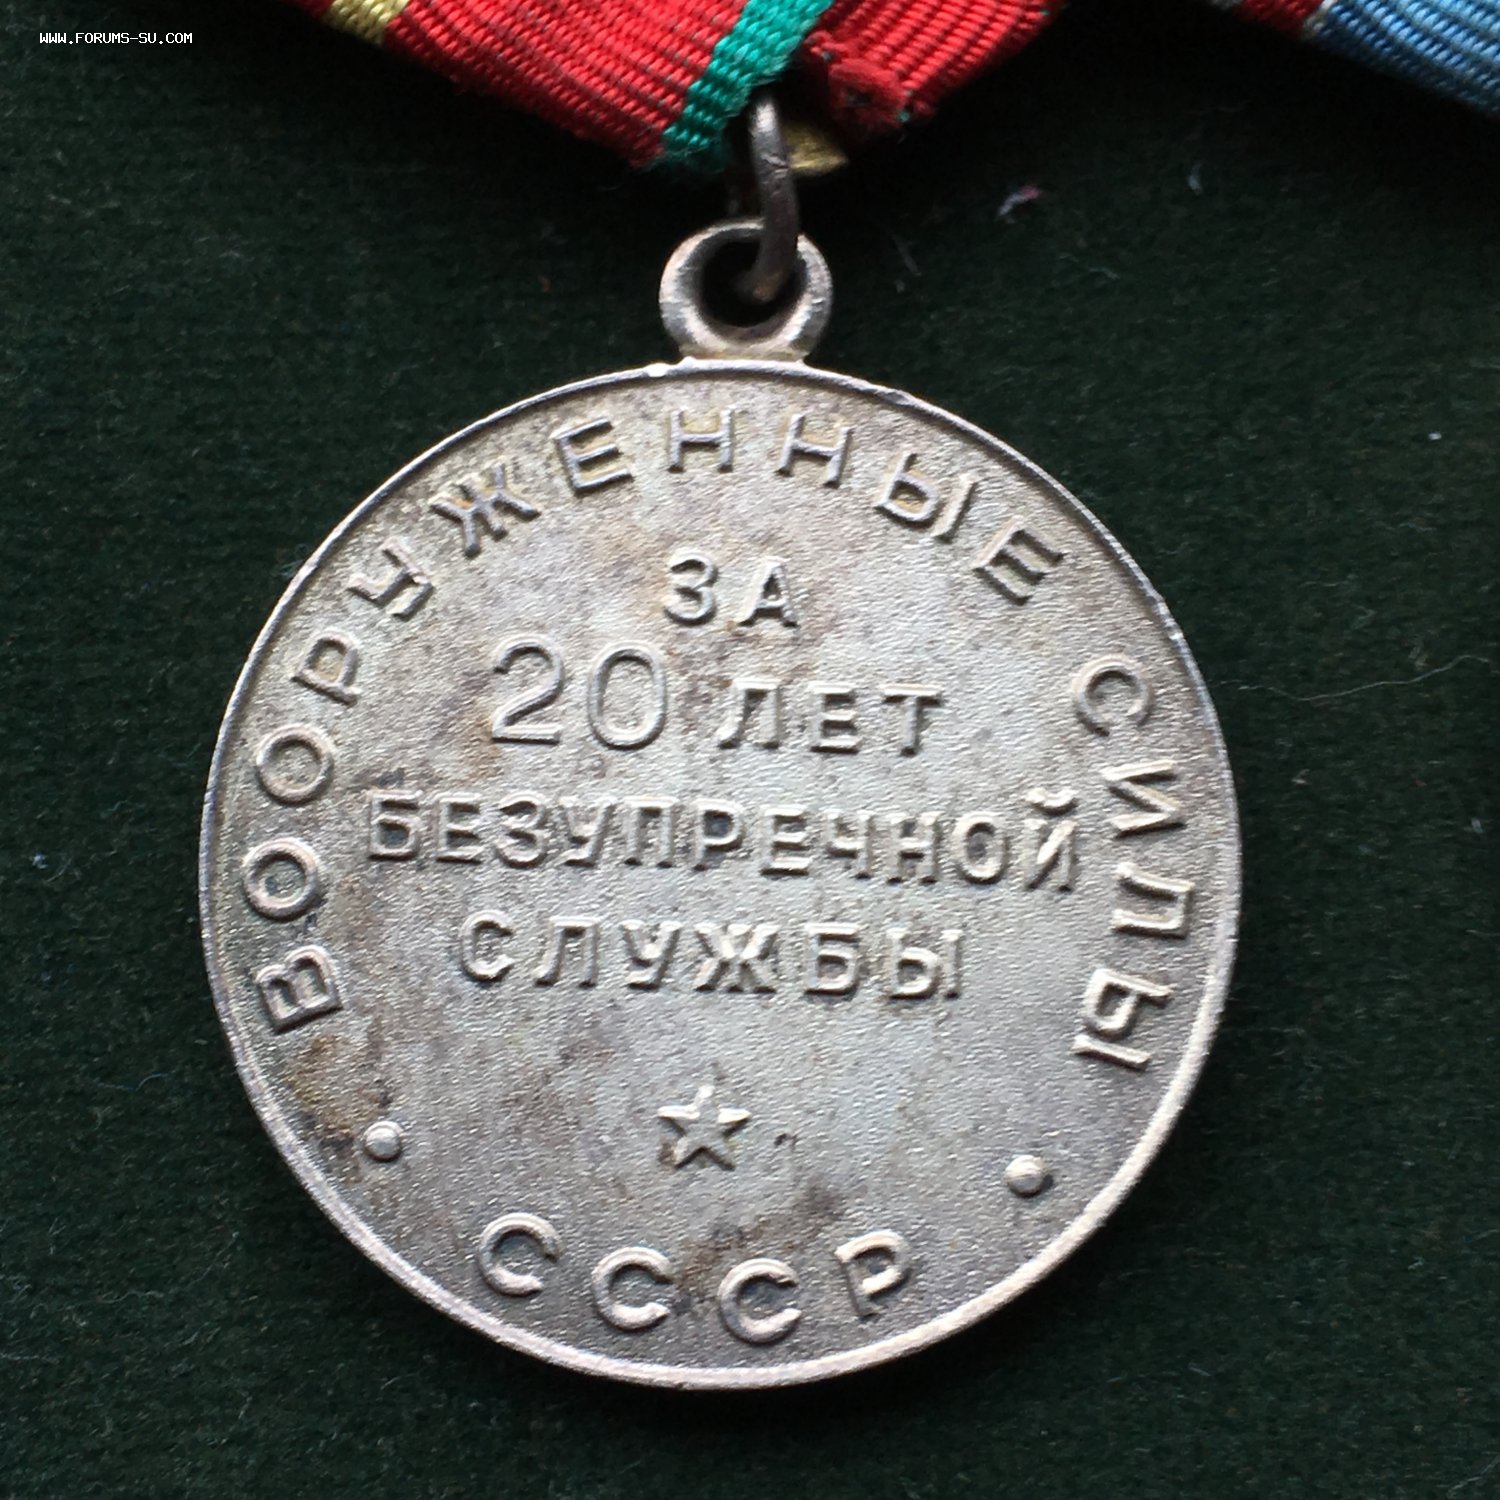 WWW.FORUMS-SU.COM
ВООРУЖЕННЫЕ СИЛЫ
ЗА
20 ЛЕТ
БЕЗУПРЕЧНОЙ
СЛУЖБЫ
СССР